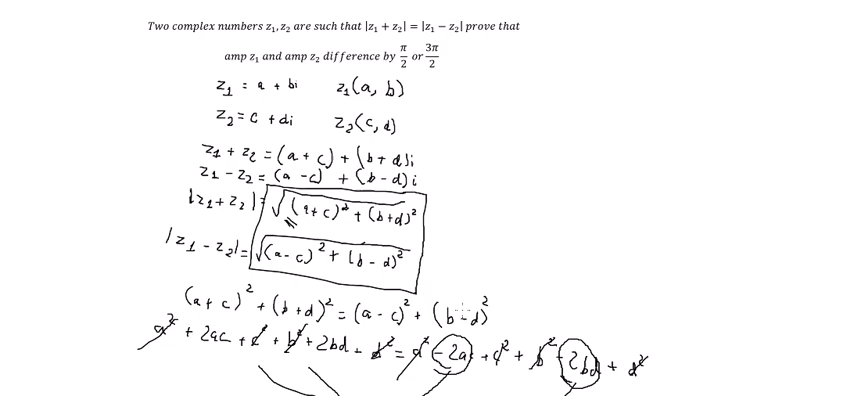 Two complex numbers z₁, z₂ are such that |z₁ + z₂| = |z₁ − z₂| prove that
amp z₁ and amp z₂ difference by π/2 or 3π/2
z₁ = a + bi z₁(a, b)
z₂ = c + di z₂(c, d)
z₁ + z₂ = (a + c) + (b + d)i
z₁ − z₂ = (a − c) + (b − d)i
|z₁ + z₂| = √(a+c)² + (b+d)²
|z₁ − z₂| = √(a−c)² + (b−d)²
(a+c)² + (b+d)² = (a−c)² + (b−d)²
a² + 2ac + c² + b² + 2bd + d² = a² − 2ac + c² + b² − 2bd + d²